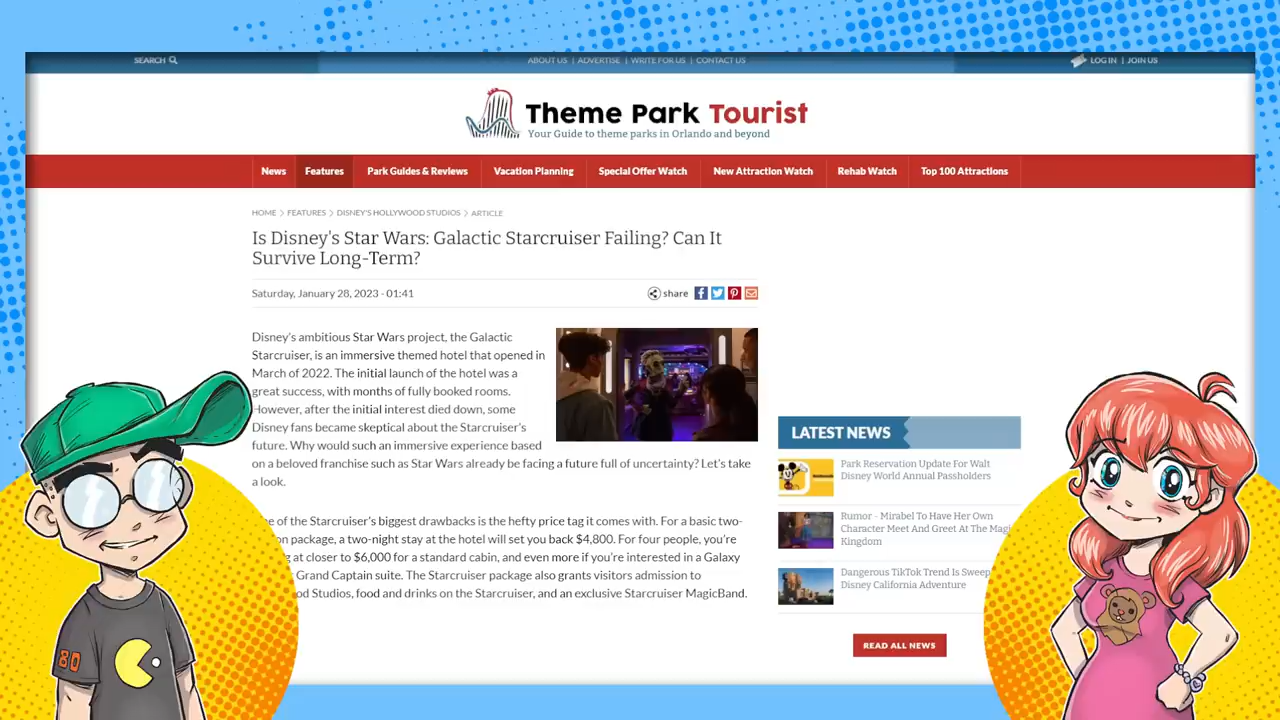 SEARCH
ABOUT US | ADVERTISE | WRITE FOR US | CONTACT US
LOG IN | JOIN US
Theme Park Tourist
Your Guide to theme parks in Orlando and beyond
News
Features
Park Guides & Reviews
Vacation Planning
Special Offer Watch
New Attraction Watch
Rehab Watch
Top 100 Attractions
HOME > FEATURES > DISNEY'S HOLLYWOOD STUDIOS > ARTICLE
Is Disney's Star Wars: Galactic Starcruiser Failing? Can It
Survive Long-Term?
Saturday, January 28, 2023 - 01:41
share
Disney's ambitious Star Wars project, the Galactic
Starcruiser, is an immersive themed hotel that opened in
March of 2022. The initial launch of the hotel was a
great success, with months of fully booked rooms.
However, after the initial interest died down, some
Disney fans became skeptical about the Starcruiser's
future. Why would such an immersive experience based
on a beloved franchise such as Star Wars already be facing a future full of uncertainty? Let's take
a look.
of the Starcruiser's biggest drawbacks is the hefty price tag it comes with. For a basic two-
package, a two-night stay at the hotel will set you back $4,800. For four people, you're
at closer to $6,000 for a standard cabin, and even more if you're interested in a Galaxy
Grand Captain suite. The Starcruiser package also grants visitors admission to
Studios, food and drinks on the Starcruiser, and an exclusive Starcruiser MagicBand.
LATEST NEWS
Park Reservation Update For Walt
Disney World Annual Passholders
Rumor - Mirabel To Have Her Own
Character Meet And Greet At The Magi
Kingdom
Dangerous TikTok Trend Is Sweep
Disney California Adventure
READ ALL NEWS
80